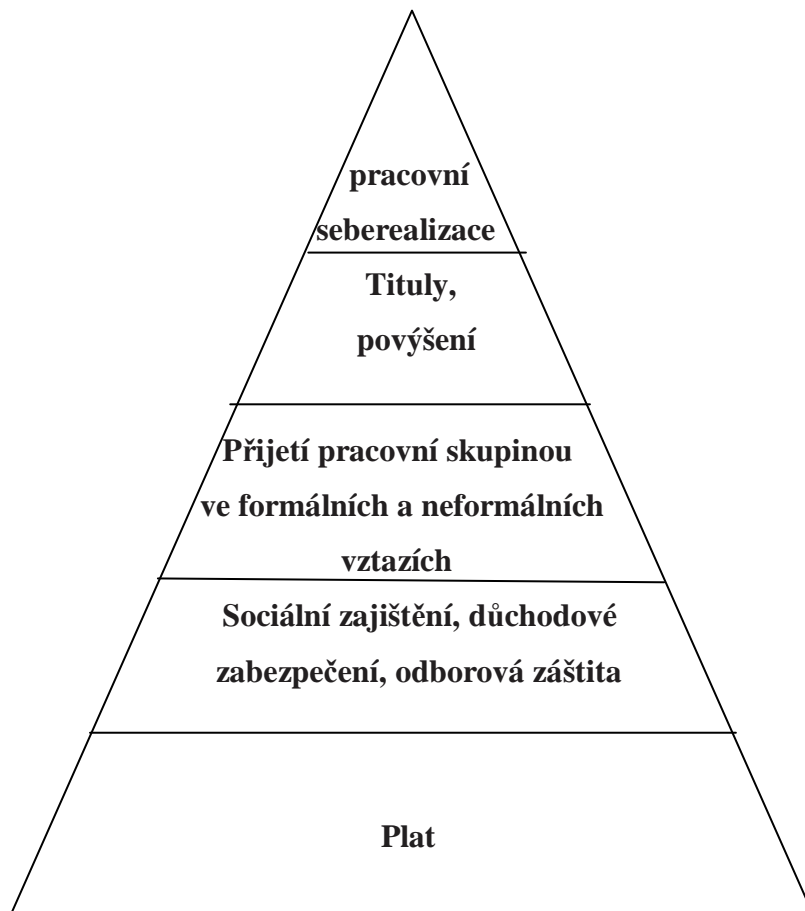 pracovní
seberealizace
Tituly,
povýšení
Přijetí pracovní skupinou
ve formálních a neformálních
vztazích
Sociální zajištění, důchodové
zabezpečení, odborová záštita
Plat